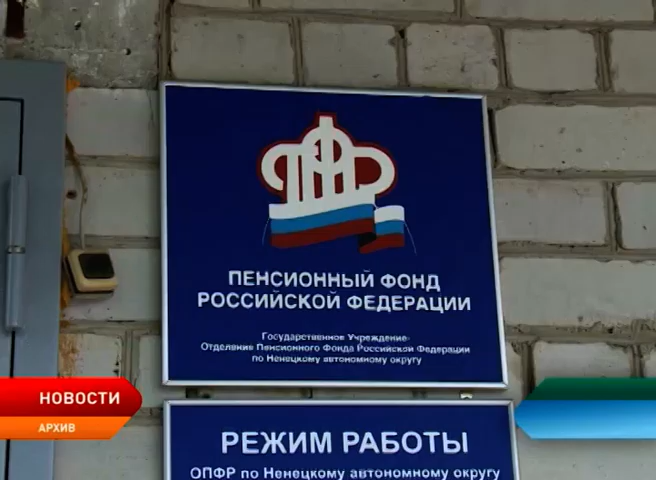 ПЕНСИОННЫЙ ФОНД
РОССИЙСКОЙ ФЕДЕРАЦИИ
Государственное Учреждение-
Отделение Пенсионного Фонда Российской Федерации
по Ненецкому автономному округу
НОВОСТИ
АРХИВ
РЕЖИМ РАБОТЫ
ОПФР по Ненецкому автономному округу